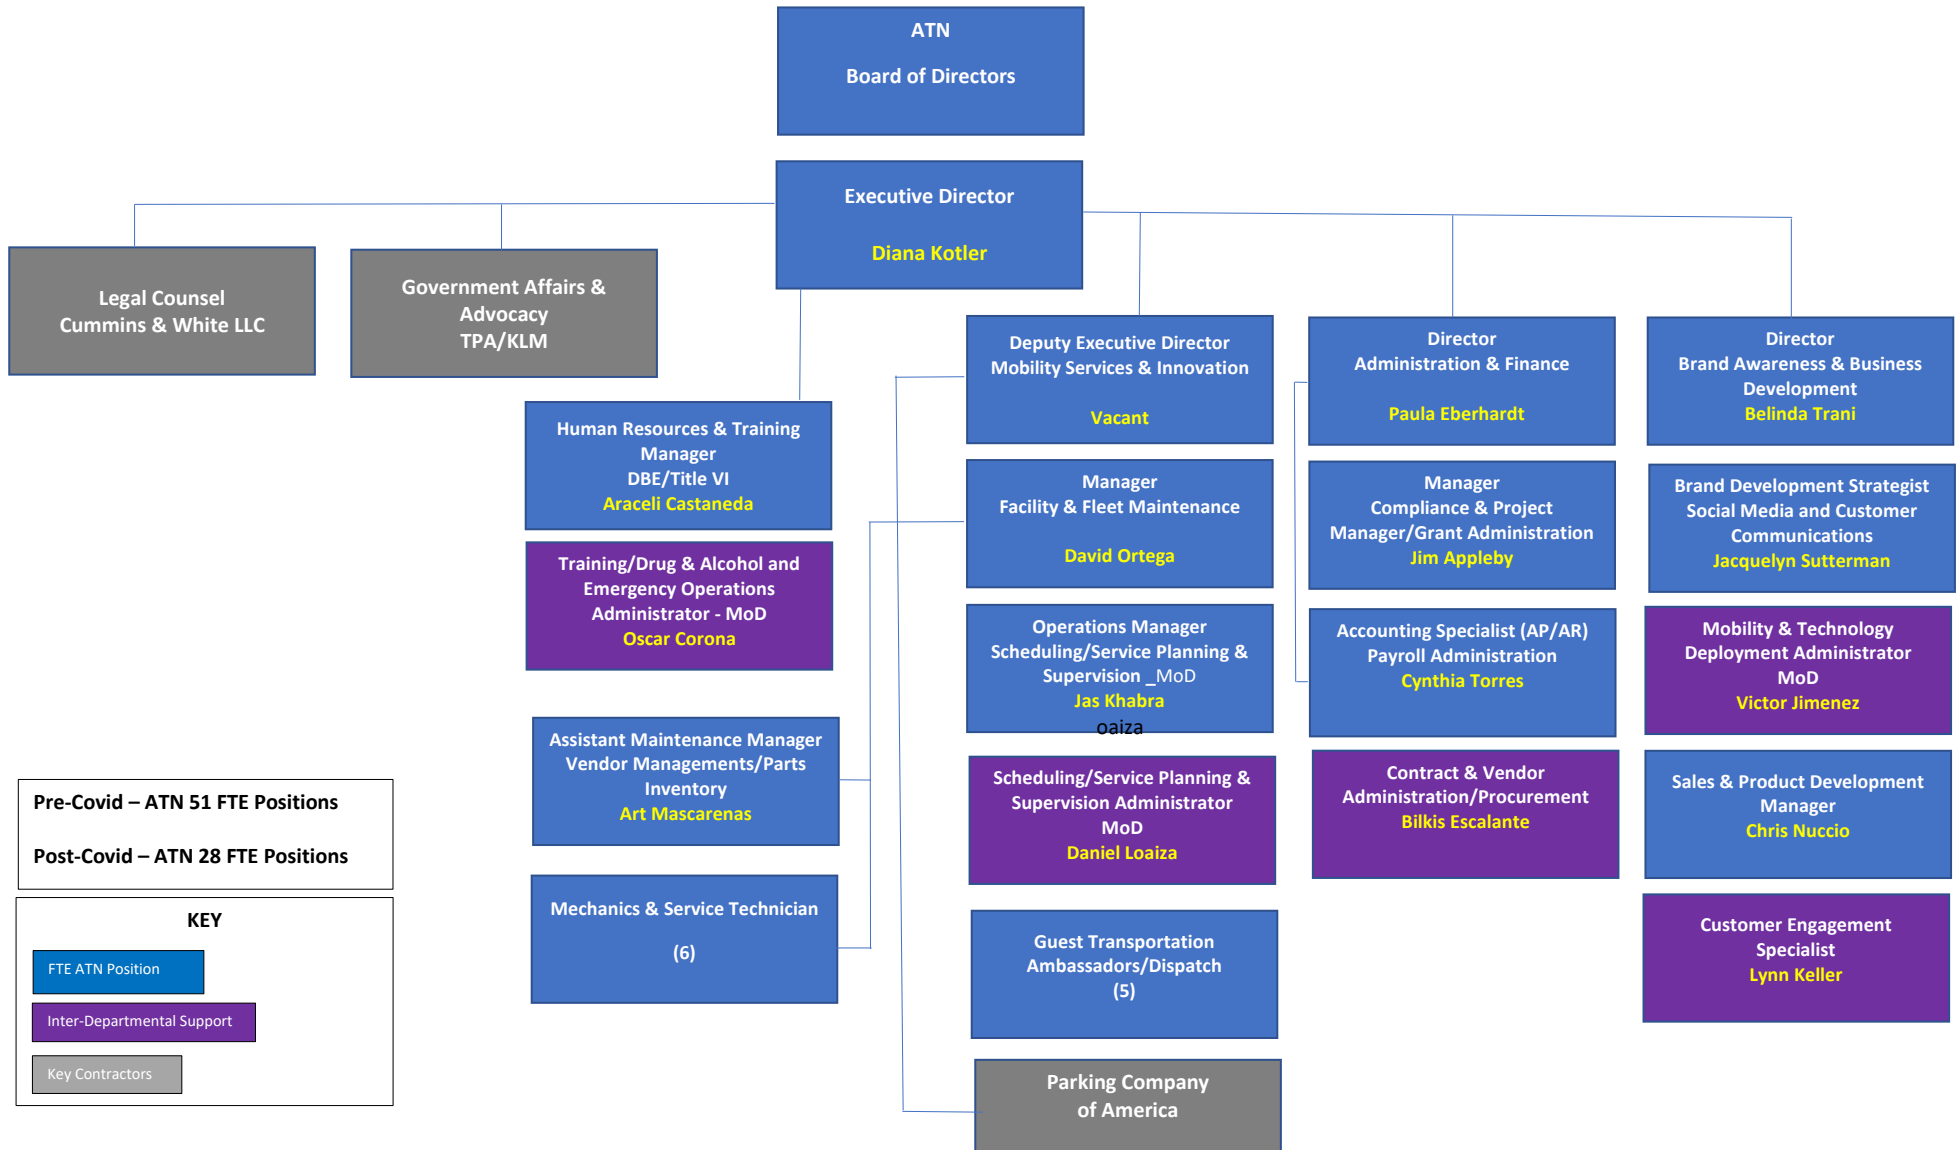 ATN
Board of Directors
Executive Director
Diana Kotler
Legal Counsel
Cummins & White LLC
Government Affairs &
Advocacy
TPA/KLM
Human Resources & Training
Manager
DBE/Title VI
Araceli Castaneda
Training/Drug & Alcohol and
Emergency Operations
Administrator - MoD
Oscar Corona
Assistant Maintenance Manager
Vendor Managements/Parts
Inventory
Art Mascarenas
Mechanics & Service Technician
(6)
Deputy Executive Director
Mobility Services & Innovation
Vacant
Manager
Facility & Fleet Maintenance
David Ortega
Operations Manager
Scheduling/Service Planning &
Supervision _MoD
Jas Khabra
oaiza
Scheduling/Service Planning &
Supervision Administrator
MoD
Daniel Loaiza
Guest Transportation
Ambassadors/Dispatch
(5)
Parking Company
of America
Director
Administration & Finance
Paula Eberhardt
Manager
Compliance & Project
Manager/Grant Administration
Jim Appleby
Accounting Specialist (AP/AR)
Payroll Administration
Cynthia Torres
Contract & Vendor
Administration/Procurement
Bilkis Escalante
Director
Brand Awareness & Business
Development
Belinda Trani
Brand Development Strategist
Social Media and Customer
Communications
Jacquelyn Sutterman
Mobility & Technology
Deployment Administrator
MoD
Victor Jimenez
Sales & Product Development
Manager
Chris Nuccio
Customer Engagement
Specialist
Lynn Keller
Pre-Covid – ATN 51 FTE Positions
Post-Covid – ATN 28 FTE Positions
KEY
FTE ATN Position
Inter-Departmental Support
Key Contractors